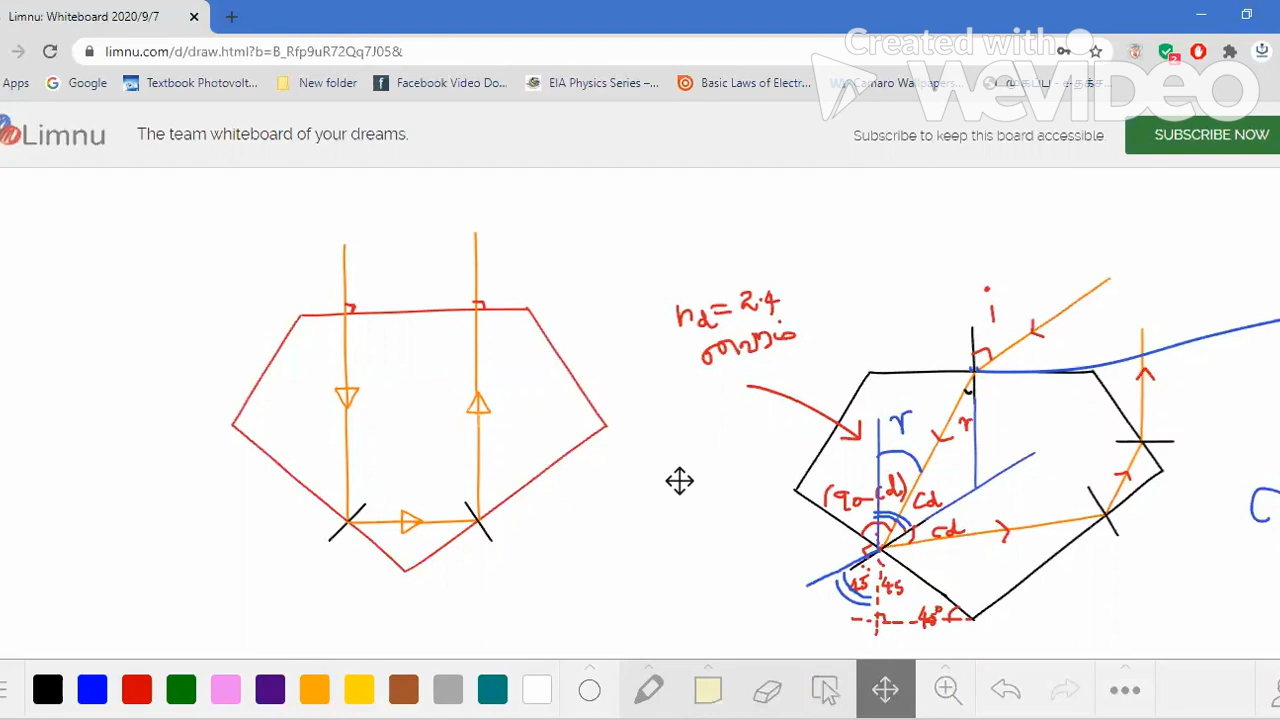 Limnu: Whiteboard 2020/9/7
limnu.com/d/draw.html?b=B_Rfp9uR72Qq7J05&
Created with
WEVIDEO
Apps
Google
Textbook Photovolt...
New folder
Facebook Video Do...
EIA Physics Series –...
Basic Laws of Electr...
Camaro Wallpapers...
Limnu
The team whiteboard of your dreams.
Subscribe to keep this board accessible
SUBSCRIBE NOW
i
nd = 2.4
r
r
(90-Cd) Cd
Cd
45 45
45°